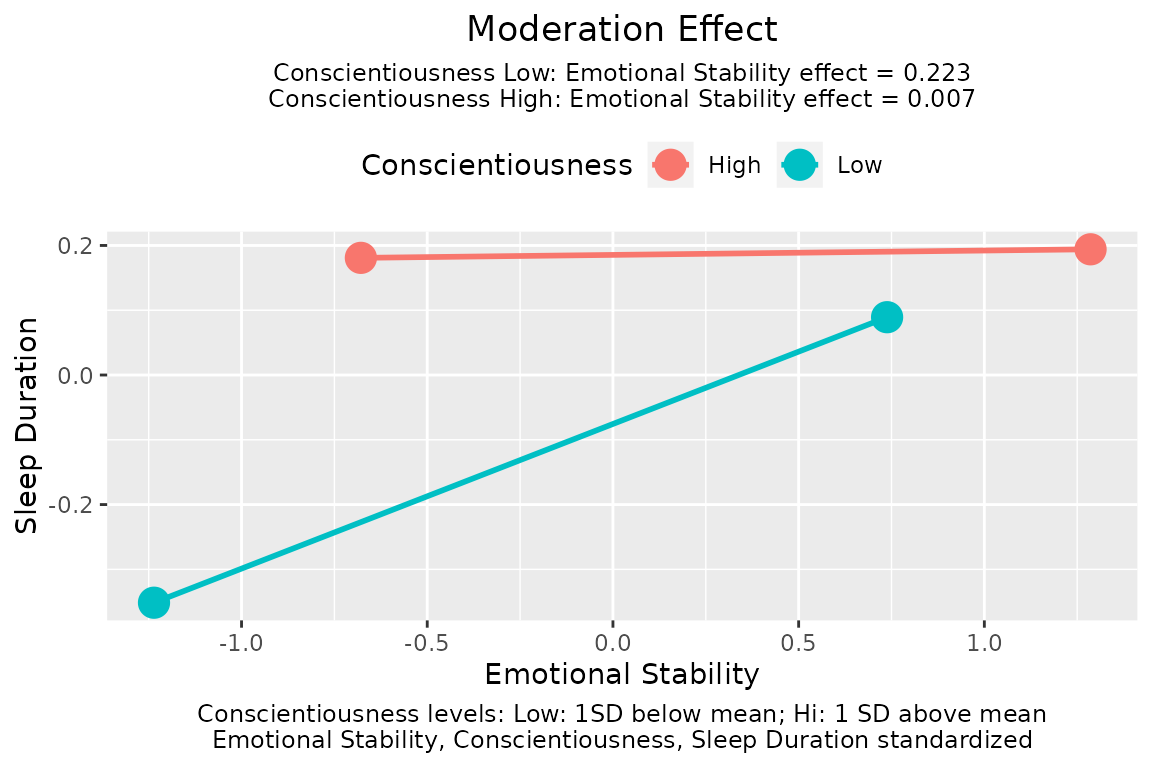 Moderation Effect
Conscientiousness Low: Emotional Stability effect = 0.223
Conscientiousness High: Emotional Stability effect = 0.007
Conscientiousness High Low
Sleep Duration
0.2
0.0
-0.2
-1.0 -0.5 0.0 0.5 1.0
Emotional Stability
Conscientiousness levels: Low: 1SD below mean; Hi: 1 SD above mean
Emotional Stability, Conscientiousness, Sleep Duration standardized